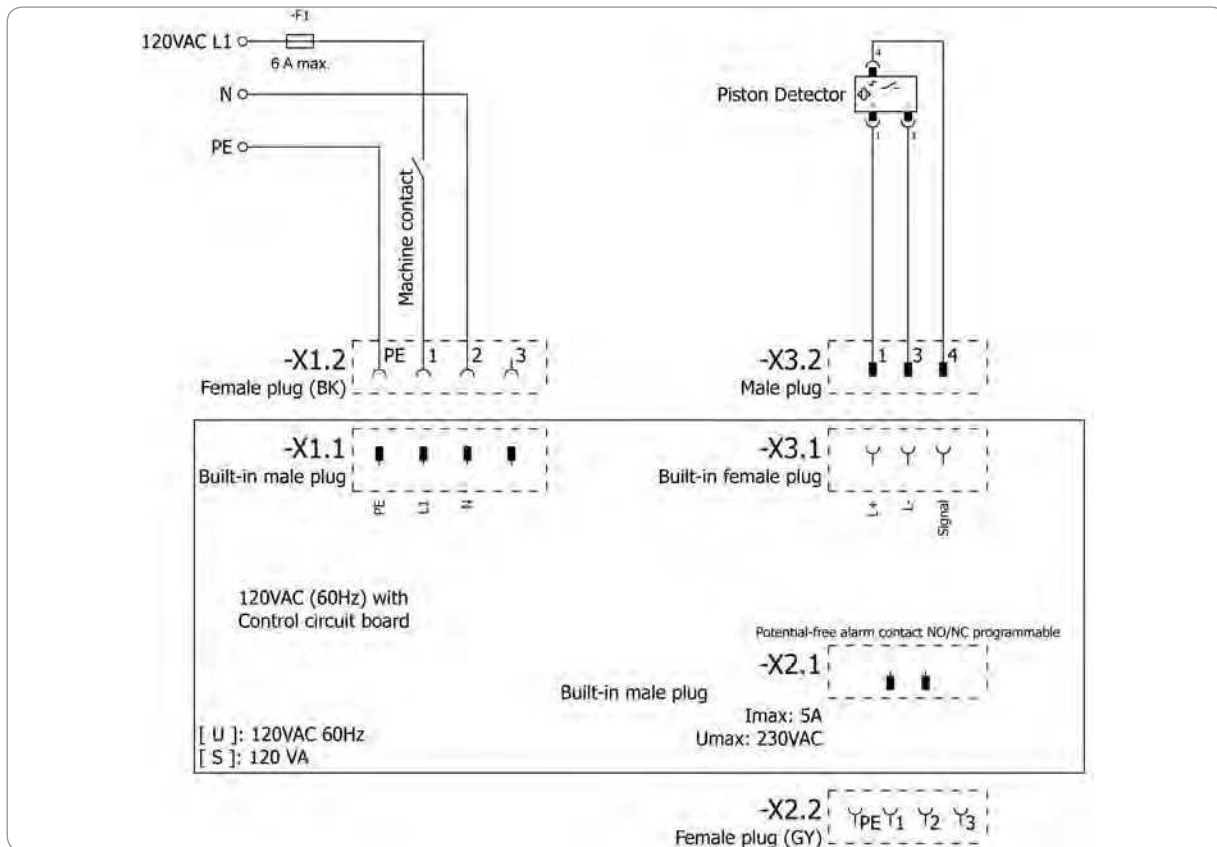 -F1
120VAC L1
6 A max.
N
PE
Machine contact
4
Piston Detector
1 3
-X1.2 PE 1 2 3
Female plug (BK)
-X3.2 1 3 4
Male plug
-X1.1
Built-in male plug
PE L1 N
-X3.1
Built-in female plug
L+ L- Signal
120VAC (60Hz) with
Control circuit board
Potential-free alarm contact NO/NC programmable
-X2.1
Built-in male plug
Imax: 5A
Umax: 230VAC
[ U ]: 120VAC 60Hz
[ S ]: 120 VA
-X2.2 PE 1 2 3
Female plug (GY)